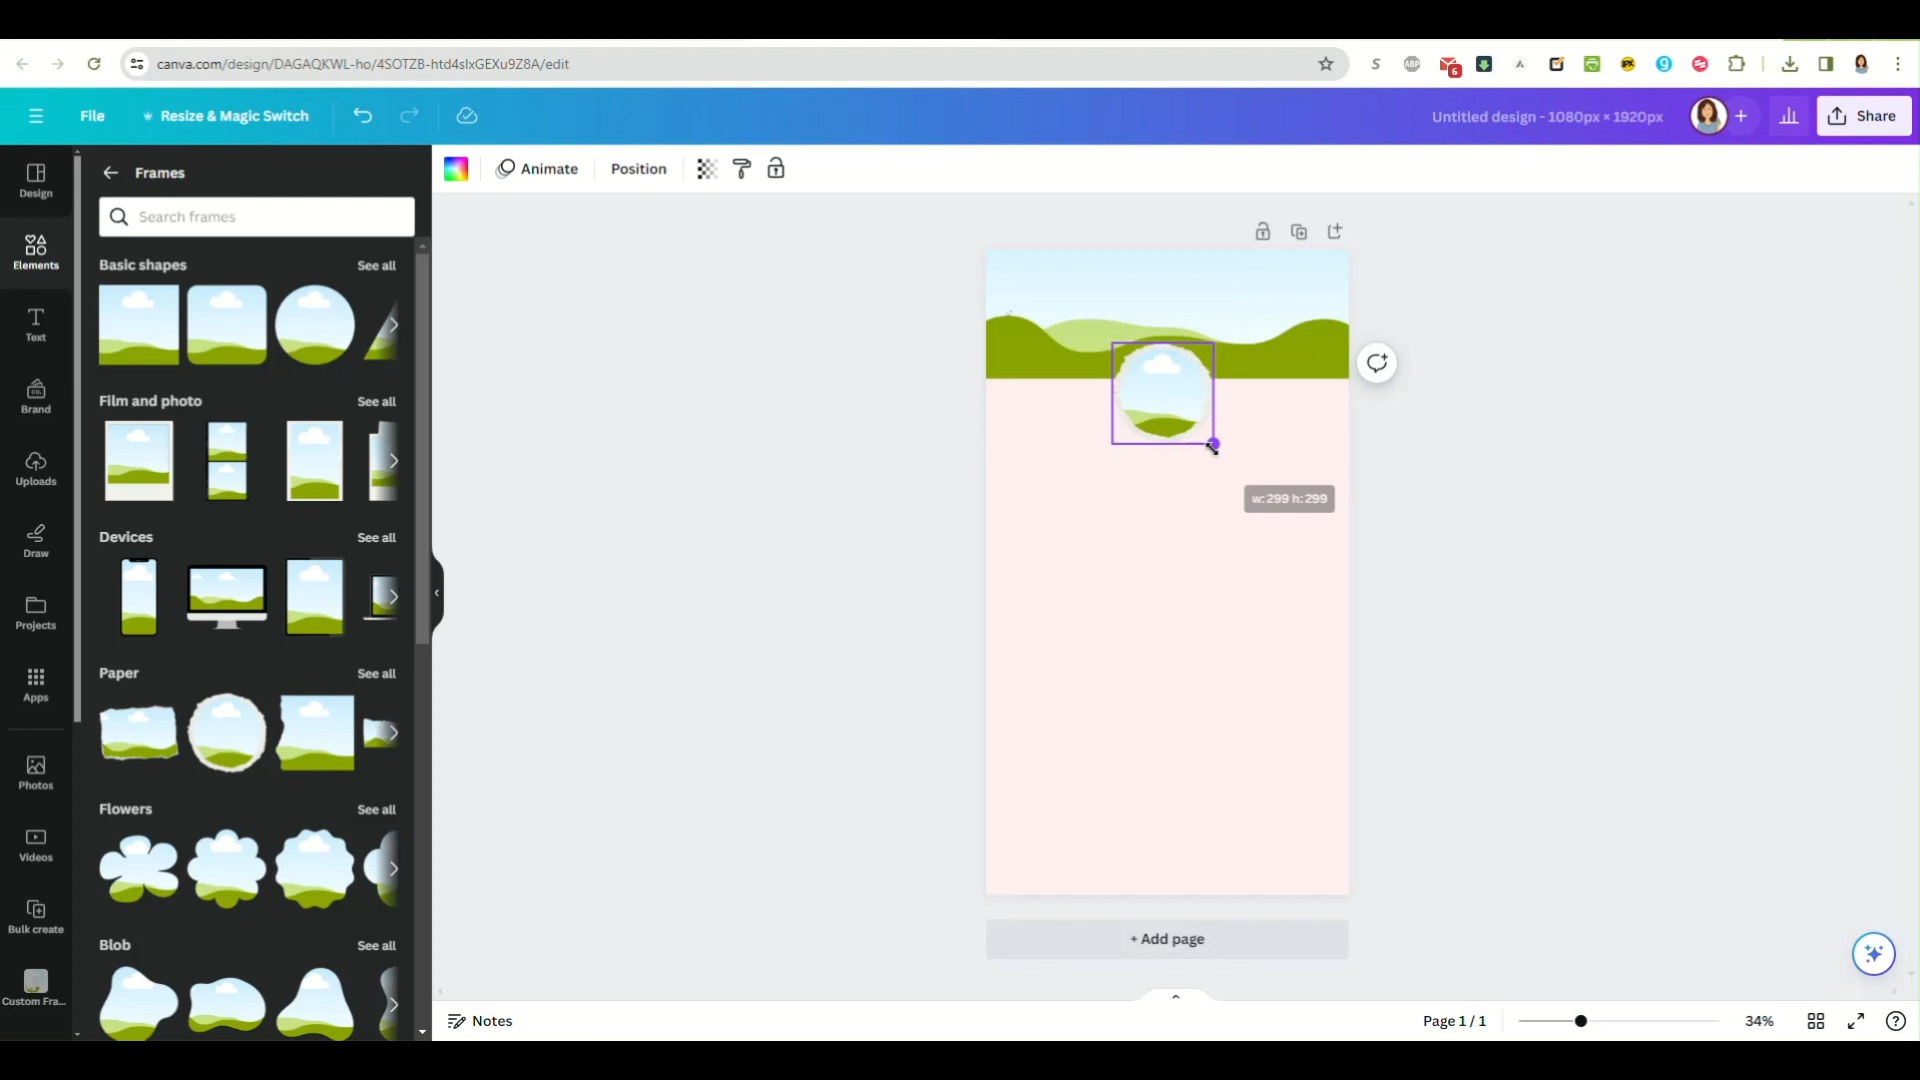 canva.com/design/DAGAQKWL-ho/4SOTZB-htd4slxGEXu9Z8A/edit
S
ABP
6
File
Resize & Magic Switch
Untitled design - 1080px × 1920px
Share
Design
Elements
Text
Brand
Uploads
Draw
Projects
Apps
Photos
Videos
Bulk create
Custom Fra...
Frames
Search frames
Basic shapes
See all
Film and photo
See all
Devices
See all
Paper
See all
Flowers
See all
Blob
See all
Animate
Position
w: 299 h: 299
+ Add page
Notes
Page 1 / 1
34%